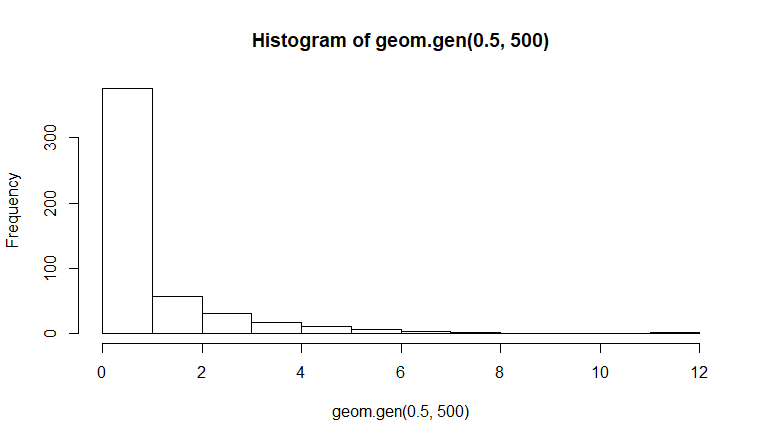 Histogram of geom.gen(0.5, 500)
Frequency
300
200
100
0
0 2 4 6 8 10 12
geom.gen(0.5, 500)